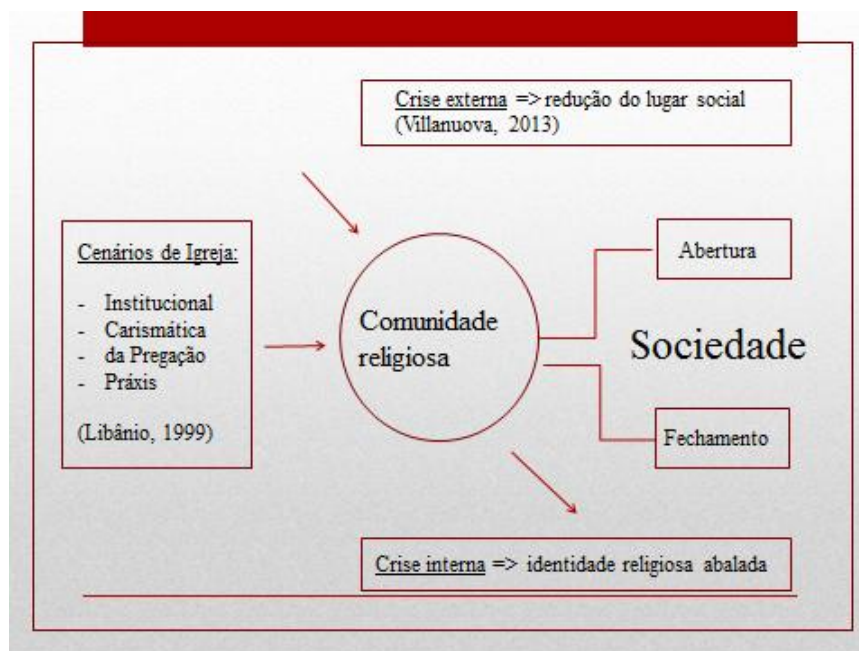 Crise externa => redução do lugar social
(Villanuova, 2013)
Cenários de Igreja:
- Institucional
- Carismática
- da Pregação
- Práxis
(Libânio, 1999)
Comunidade
religiosa
Abertura
Sociedade
Fechamento
Crise interna => identidade religiosa abalada